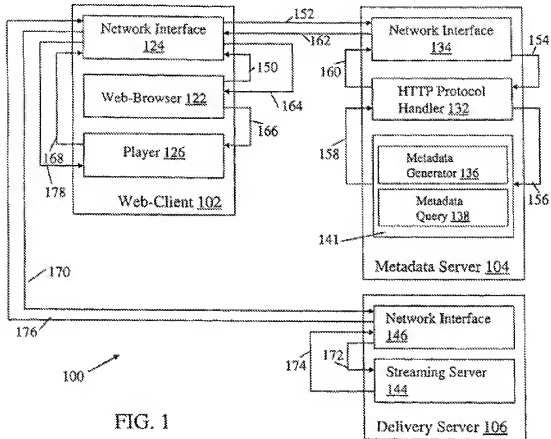 152
162
Network Interface
124
Network Interface
134
154
150
160
Web-Browser 122
164
HTTP Protocol
Handler 132
166
158
168
Player 126
Metadata
Generator 136
178
Web-Client 102
156
Metadata
Query 138
141
170
Metadata Server 104
176
Network Interface
146
174
172
100
Streaming Server
144
FIG. 1
Delivery Server 106